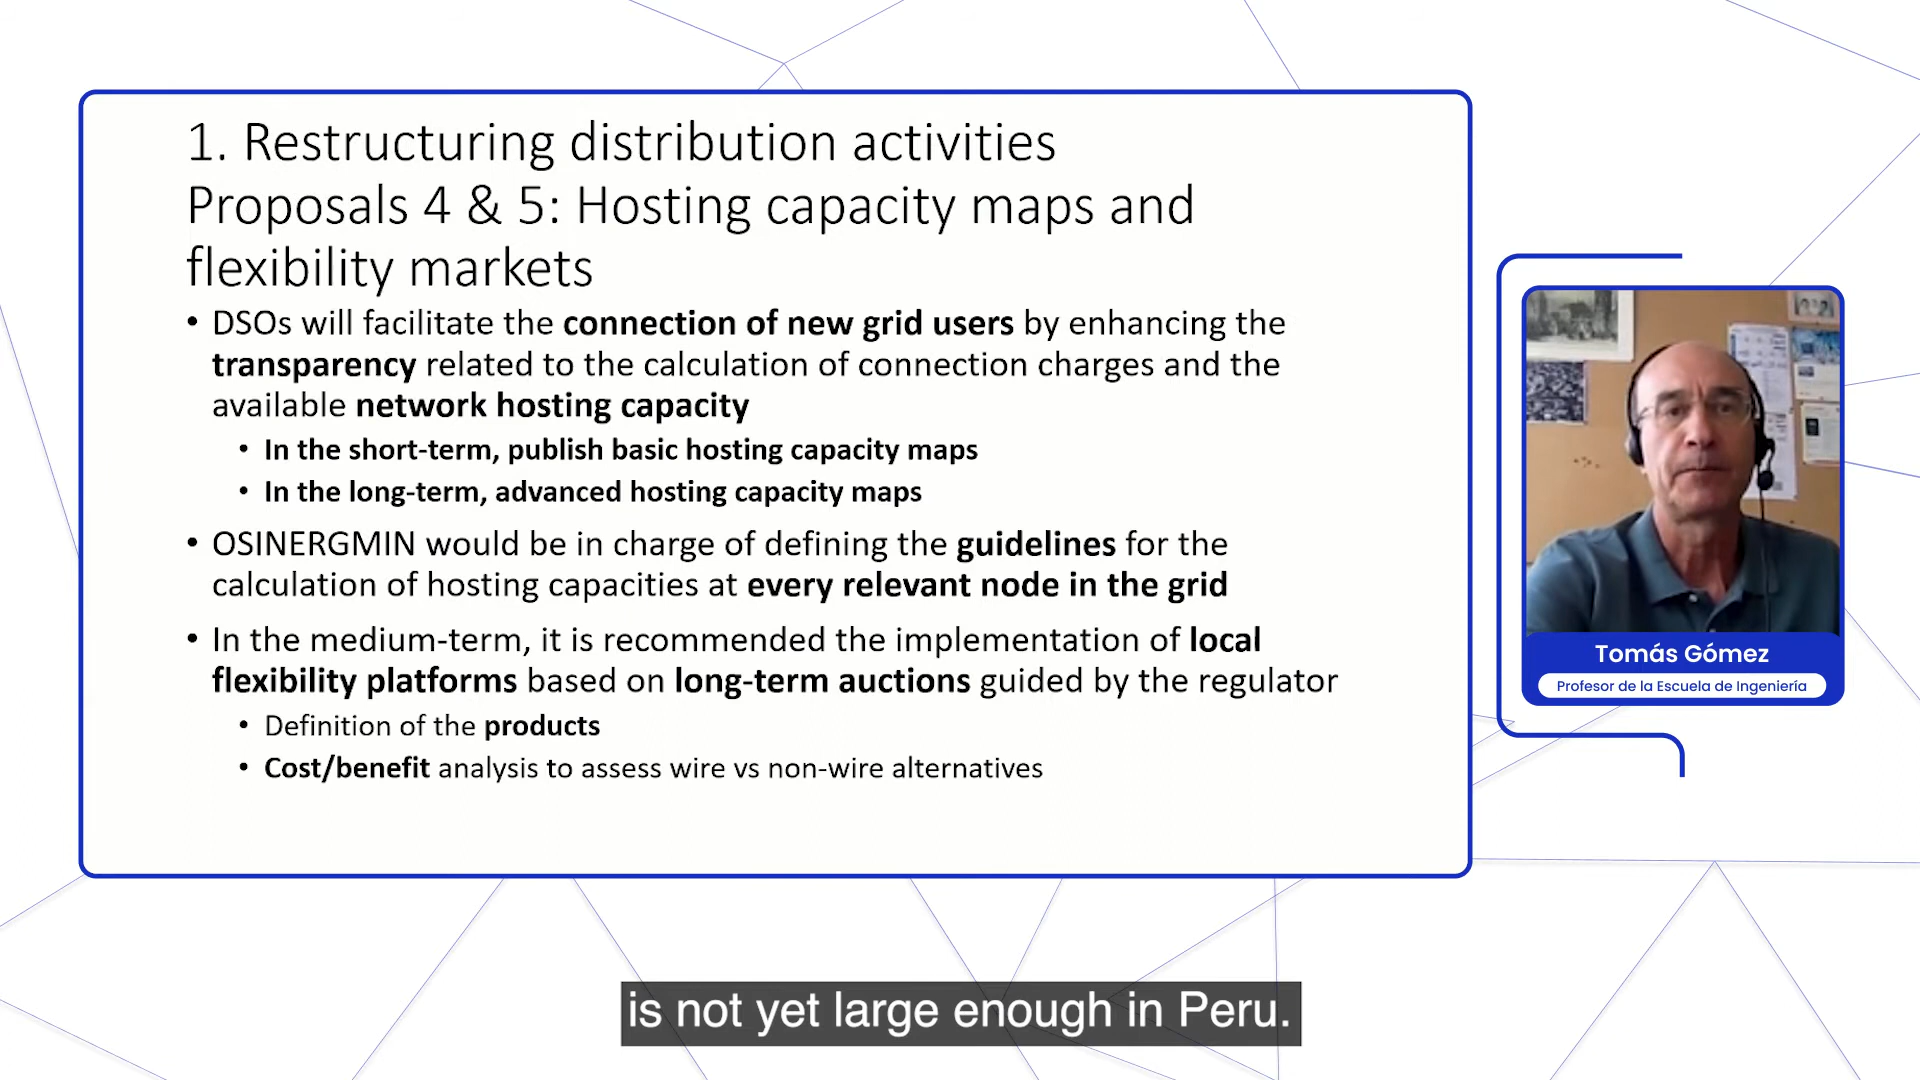 1. Restructuring distribution activities
Proposals 4 & 5: Hosting capacity maps and
flexibility markets
• DSOs will facilitate the connection of new grid users by enhancing the
transparency related to the calculation of connection charges and the
available network hosting capacity
• In the short-term, publish basic hosting capacity maps
• In the long-term, advanced hosting capacity maps
• OSINERGMIN would be in charge of defining the guidelines for the
calculation of hosting capacities at every relevant node in the grid
• In the medium-term, it is recommended the implementation of local
flexibility platforms based on long-term auctions guided by the regulator
• Definition of the products
• Cost/benefit analysis to assess wire vs non-wire alternatives
Tomás Gómez
Profesor de la Escuela de Ingeniería
is not yet large enough in Peru.